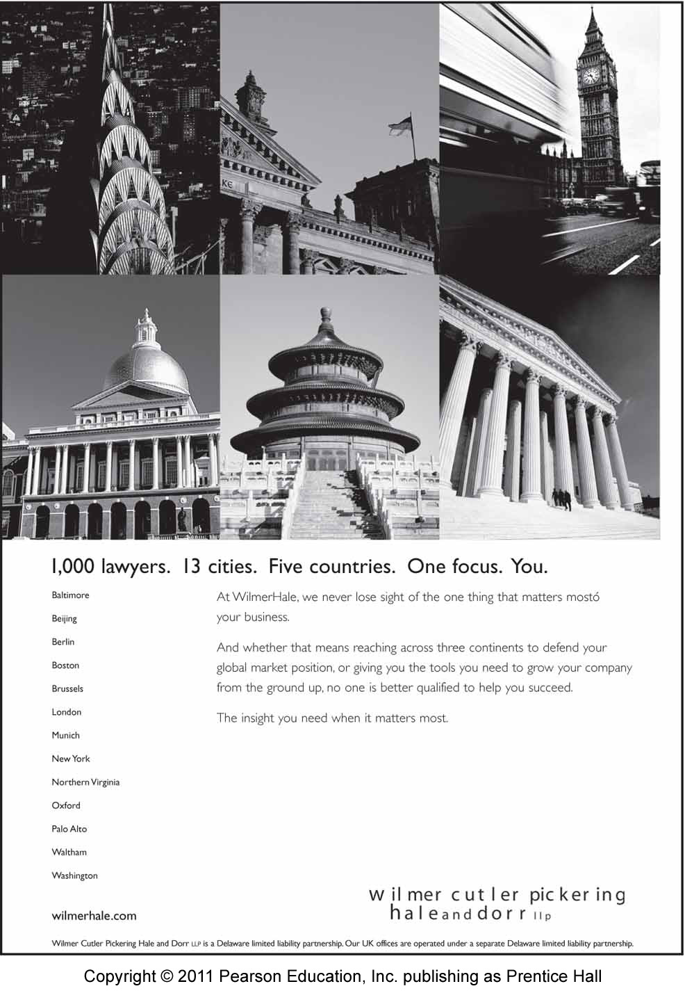 KE
1,000 lawyers. 13 cities. Five countries. One focus. You.
Baltimore
Beijing
Berlin
Boston
Brussels
London
Munich
New York
Northern Virginia
Oxford
Palo Alto
Waltham
Washington
At WilmerHale, we never lose sight of the one thing that matters mostó
your business.
And whether that means reaching across three continents to defend your
global market position, or giving you the tools you need to grow your company
from the ground up, no one is better qualified to help you succeed.
The insight you need when it matters most.
wilmerhale.com
wilmer cutler pickering
hale and dorr llp
Wilmer Cutler Pickering Hale and Dorr LLP is a Delaware limited liability partnership. Our UK offices are operated under a separate Delaware limited liability partnership.
Copyright © 2011 Pearson Education, Inc. publishing as Prentice Hall